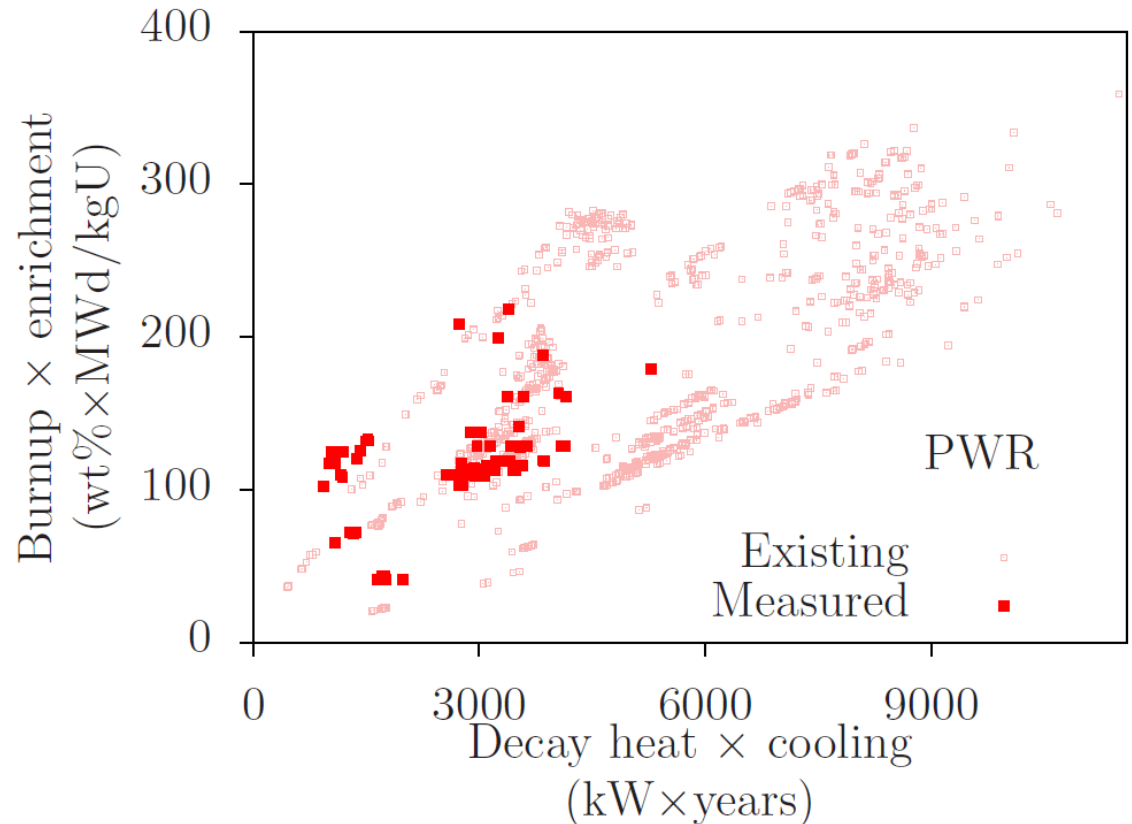 Burnup × enrichment
(wt%×MWd/kgU)
400
300
200
100
0
PWR
Existing
Measured
0 3000 6000 9000
Decay heat × cooling
(kW×years)